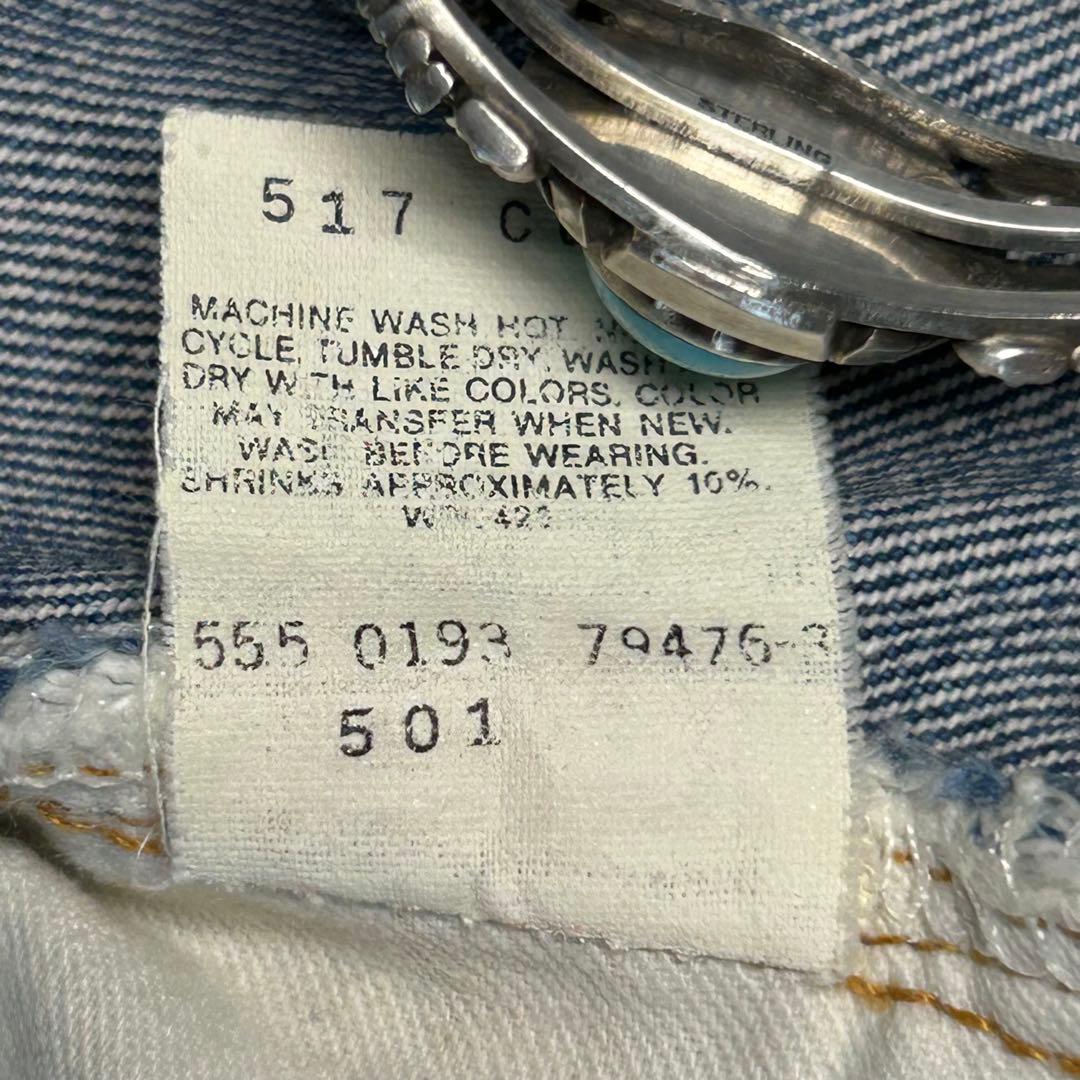 STERLING
517 C
MACHINE WASH HOT,
CYCLE, TUMBLE DRY, WASH
DRY WITH LIKE COLORS. COLOR
MAY TRANSFER WHEN NEW.
WASH BEFORE WEARING.
SHRINKS APPROXIMATELY 10%.
555 0193 79476-3
501